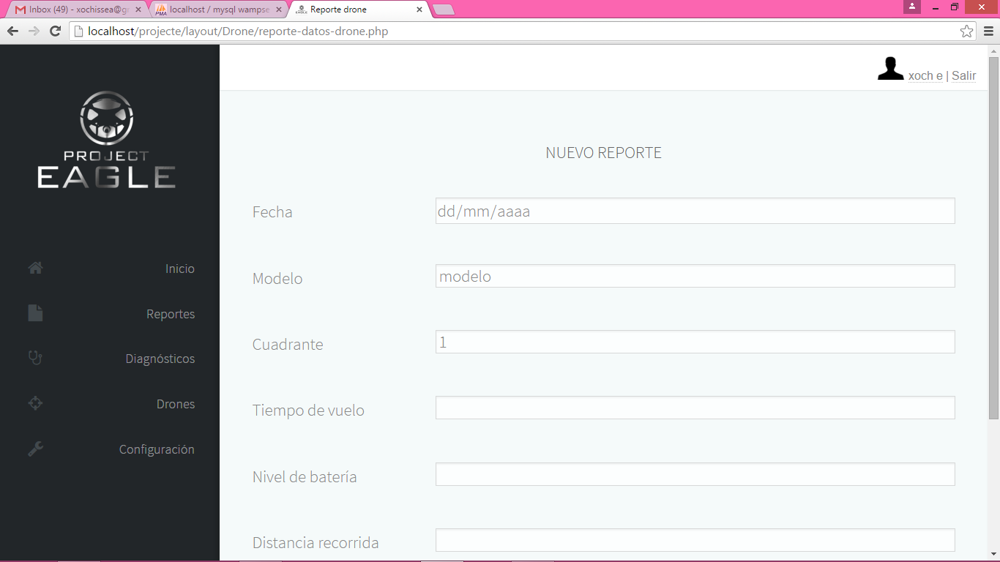 Inbox (49) - xochissea@g
localhost / mysql wampse
Reporte drone
localhost/projecte/layout/Drone/reporte-datos-drone.php
xoch e | Salir
PROJECT
EAGLE
Inicio
Reportes
Diagnósticos
Drones
Configuración
NUEVO REPORTE
Fecha
dd/mm/aaaa
Modelo
modelo
Cuadrante
1
Tiempo de vuelo
Nivel de batería
Distancia recorrida